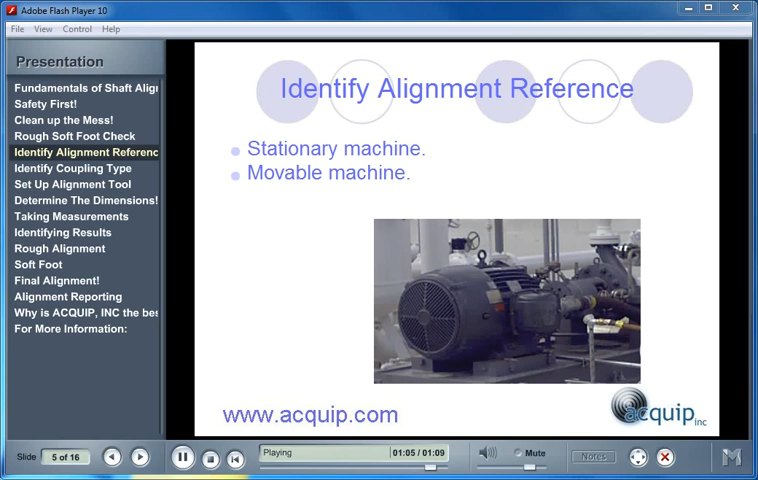 Adobe Flash Player 10
File View Control Help
Presentation
Fundamentals of Shaft Align
Safety First!
Clean up the Mess!
Rough Soft Foot Check
Identify Alignment Referenc
Identify Coupling Type
Set Up Alignment Tool
Determine The Dimensions!
Taking Measurements
Identifying Results
Rough Alignment
Soft Foot
Final Alignment!
Alignment Reporting
Why is ACQUIP, INC the bes
For More Information:
Identify Alignment Reference
Stationary machine.
Movable machine.
www.acquip.com
acquip inc
Slide 5 of 16
Playing 01:05 / 01:09
Mute
Notes